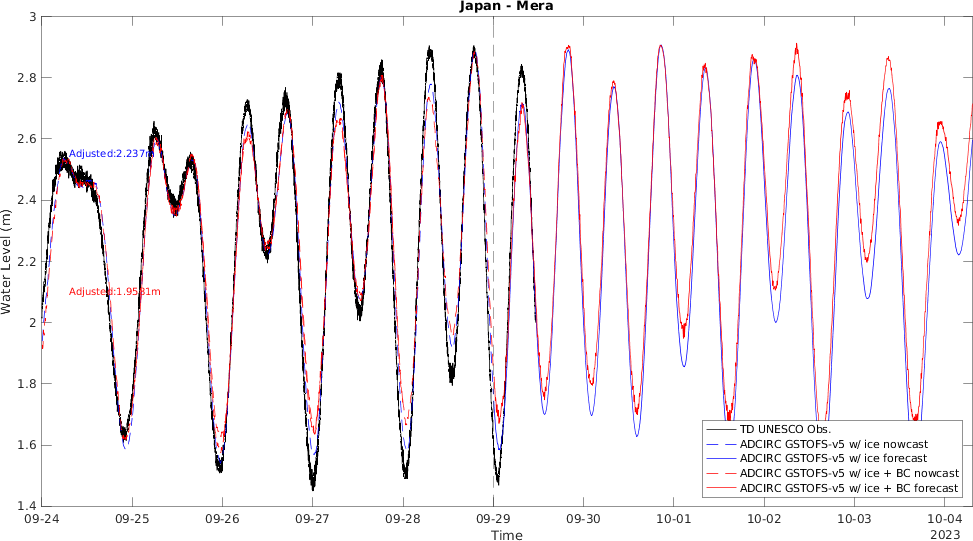 Japan - Mera
3
2.8
2.6
2.4
2.2
2
1.8
1.6
1.4
Water Level (m)
Adjusted:2.237m
Adjusted:1.9531m
09-24
09-25
09-26
09-27
09-28
09-29
09-30
10-01
10-02
10-03
10-04
2023
Time
TD UNESCO Obs.
ADCIRC GSTOFS-v5 w/ ice nowcast
ADCIRC GSTOFS-v5 w/ ice forecast
ADCIRC GSTOFS-v5 w/ ice + BC nowcast
ADCIRC GSTOFS-v5 w/ ice + BC forecast